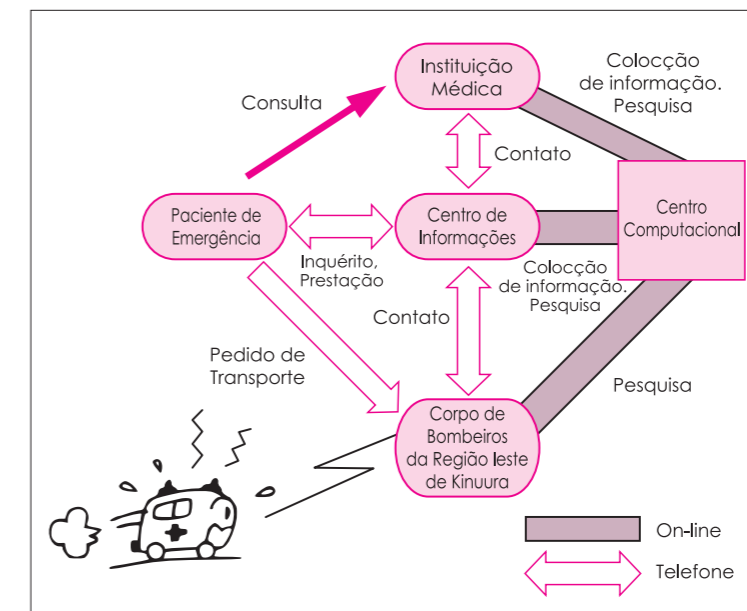 Instituição
Médica
Colocção
de informação.
Pesquisa
Consulta
Contato
Paciente de
Emergência
Centro de
Informações
Centro
Computacional
Inquérito,
Prestação
Colocção
de informação.
Pesquisa
Contato
Pedido de
Transporte
Pesquisa
Corpo de
Bombeiros
da Região leste
de Kinuura
On-line
Telefone